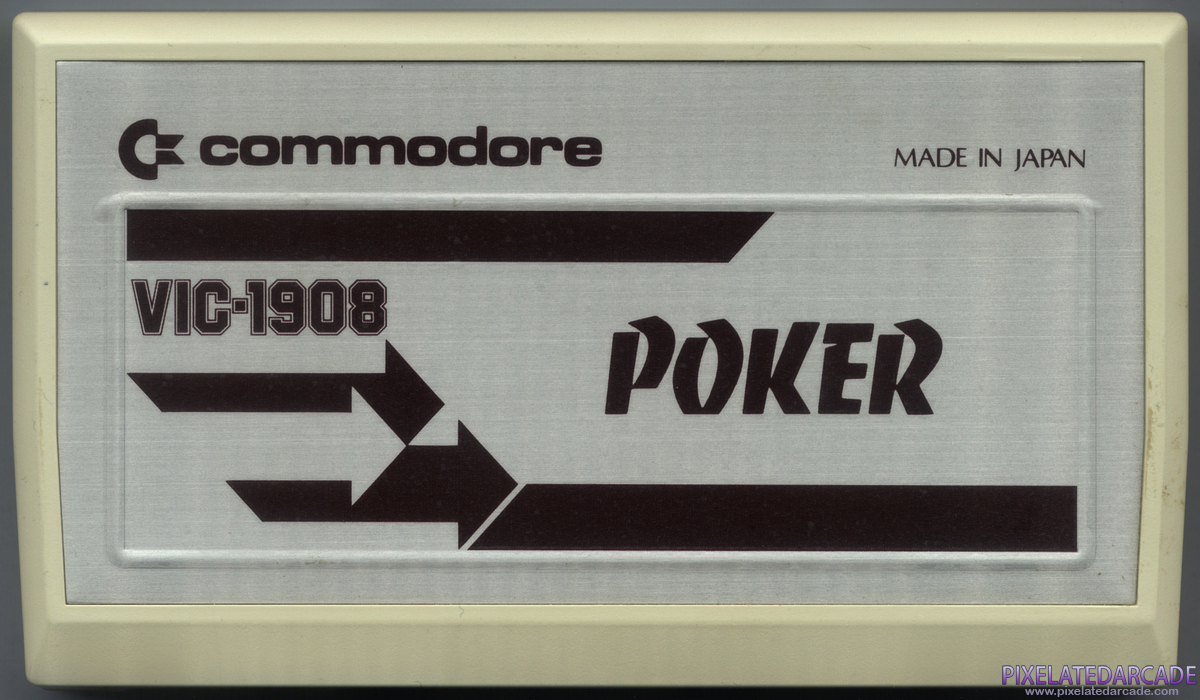 commodore
MADE IN JAPAN
VIC-1908
POKER
PIXELATEDARCADE
www.pixelatedarcade.com